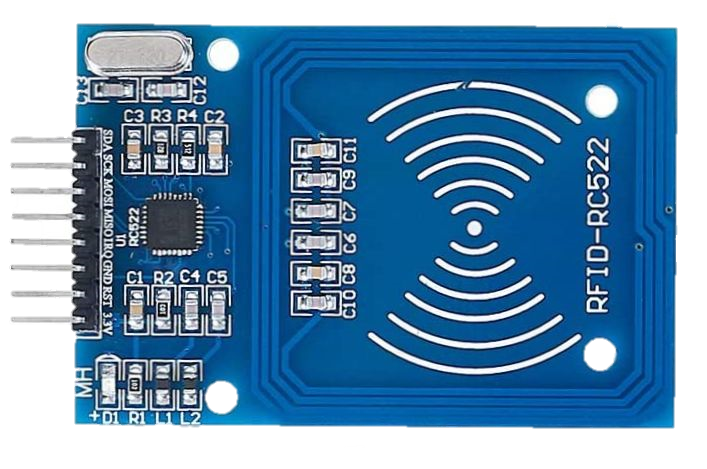 C13
C12
C3 R3 R4 C2
SDA SCK MOSI MISO IRQ GND RST 3.3V
U1
RC522
C1 R2 C4 C5
MH
+D1 R1 L1 L2
C11
C9
C7
C6
C8
C10
RFID-RC522